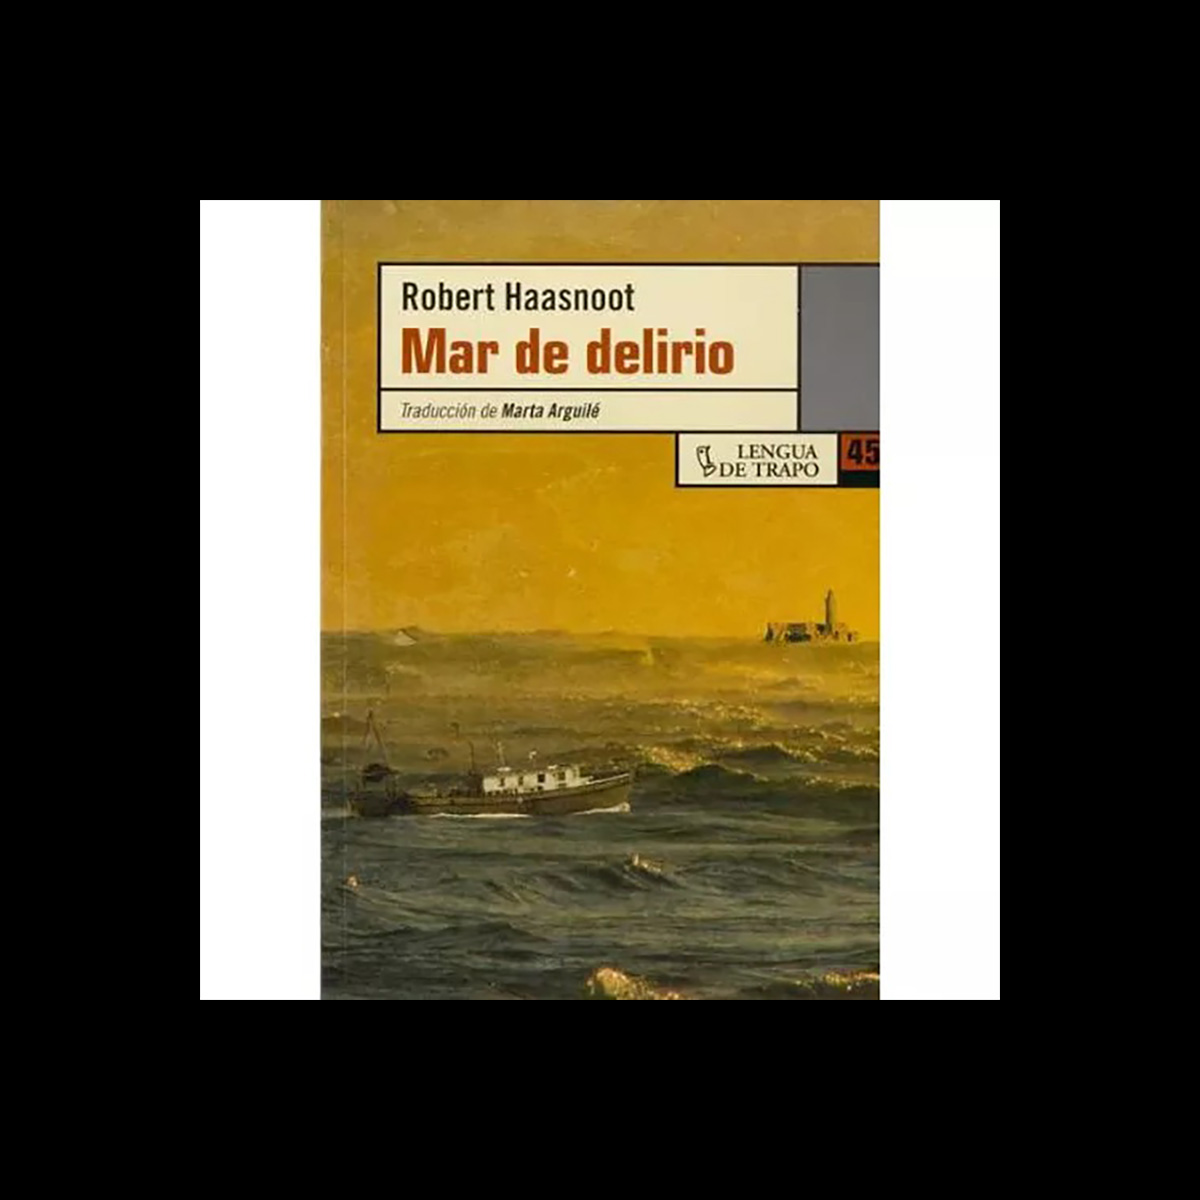 Robert Haasnoot
Mar de delirio
Traducción de Marta Arguilé
LENGUA
DE TRAPO
45